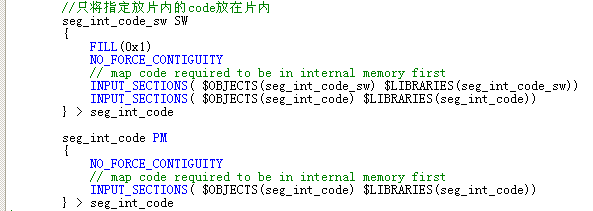 //只将指定放片内的code放在片内
seg_int_code_sw SW
{
FILL(0x1)
NO_FORCE_CONTIGUITY
// map code required to be in internal memory first
INPUT_SECTIONS( $OBJECTS(seg_int_code_sw) $LIBRARIES(seg_int_code_sw))
INPUT_SECTIONS( $OBJECTS(seg_int_code) $LIBRARIES(seg_int_code))
} > seg_int_code
seg_int_code PM
{
NO_FORCE_CONTIGUITY
// map code required to be in internal memory first
INPUT_SECTIONS( $OBJECTS(seg_int_code) $LIBRARIES(seg_int_code))
} > seg_int_code